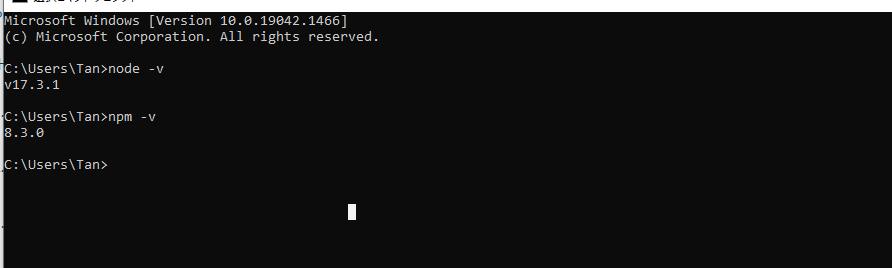 Microsoft Windows [Version 10.0.19042.1466]
(c) Microsoft Corporation. All rights reserved.
C:\Users\Tan>node -v
v17.3.1
C:\Users\Tan>npm -v
8.3.0
C:\Users\Tan>